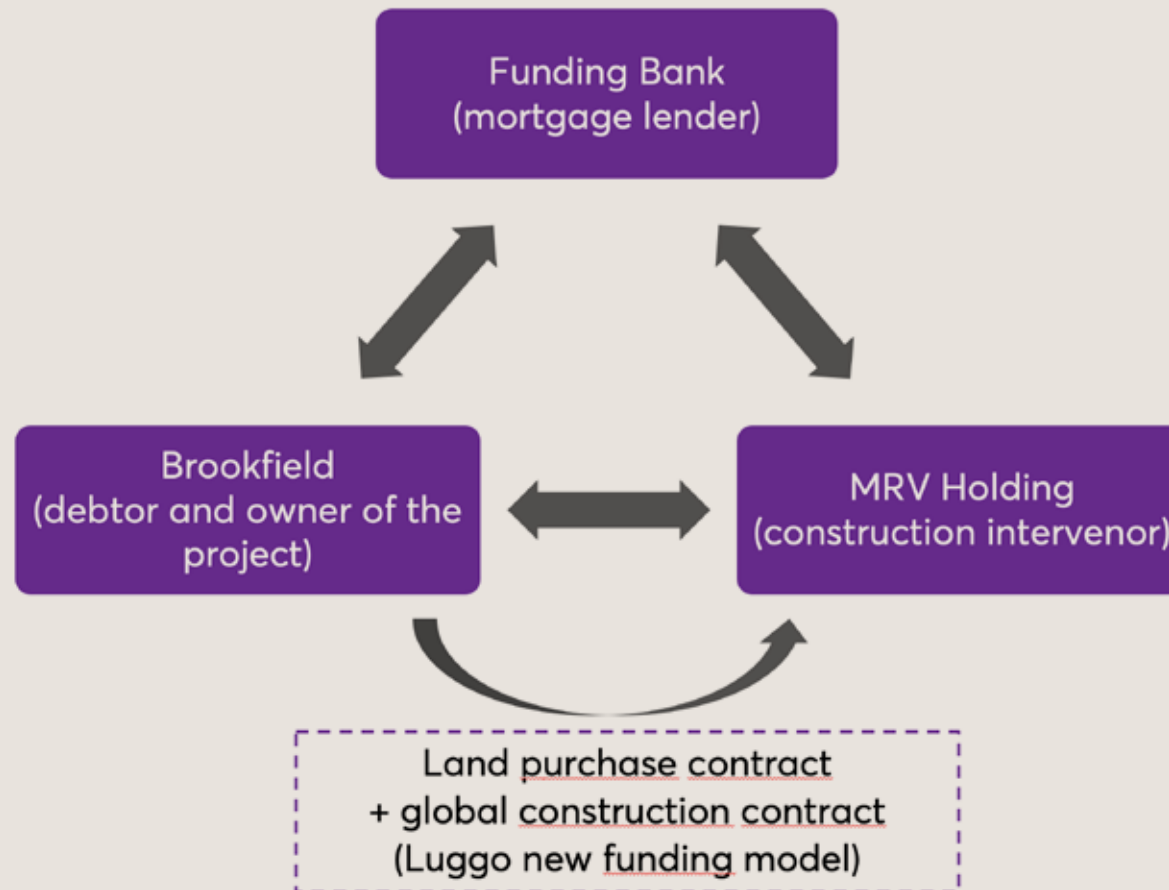 Funding Bank
(mortgage lender)
Brookfield
(debtor and owner of the
project)
MRV Holding
(construction intervenor)
Land purchase contract
+ global construction contract
(Luggo new funding model)